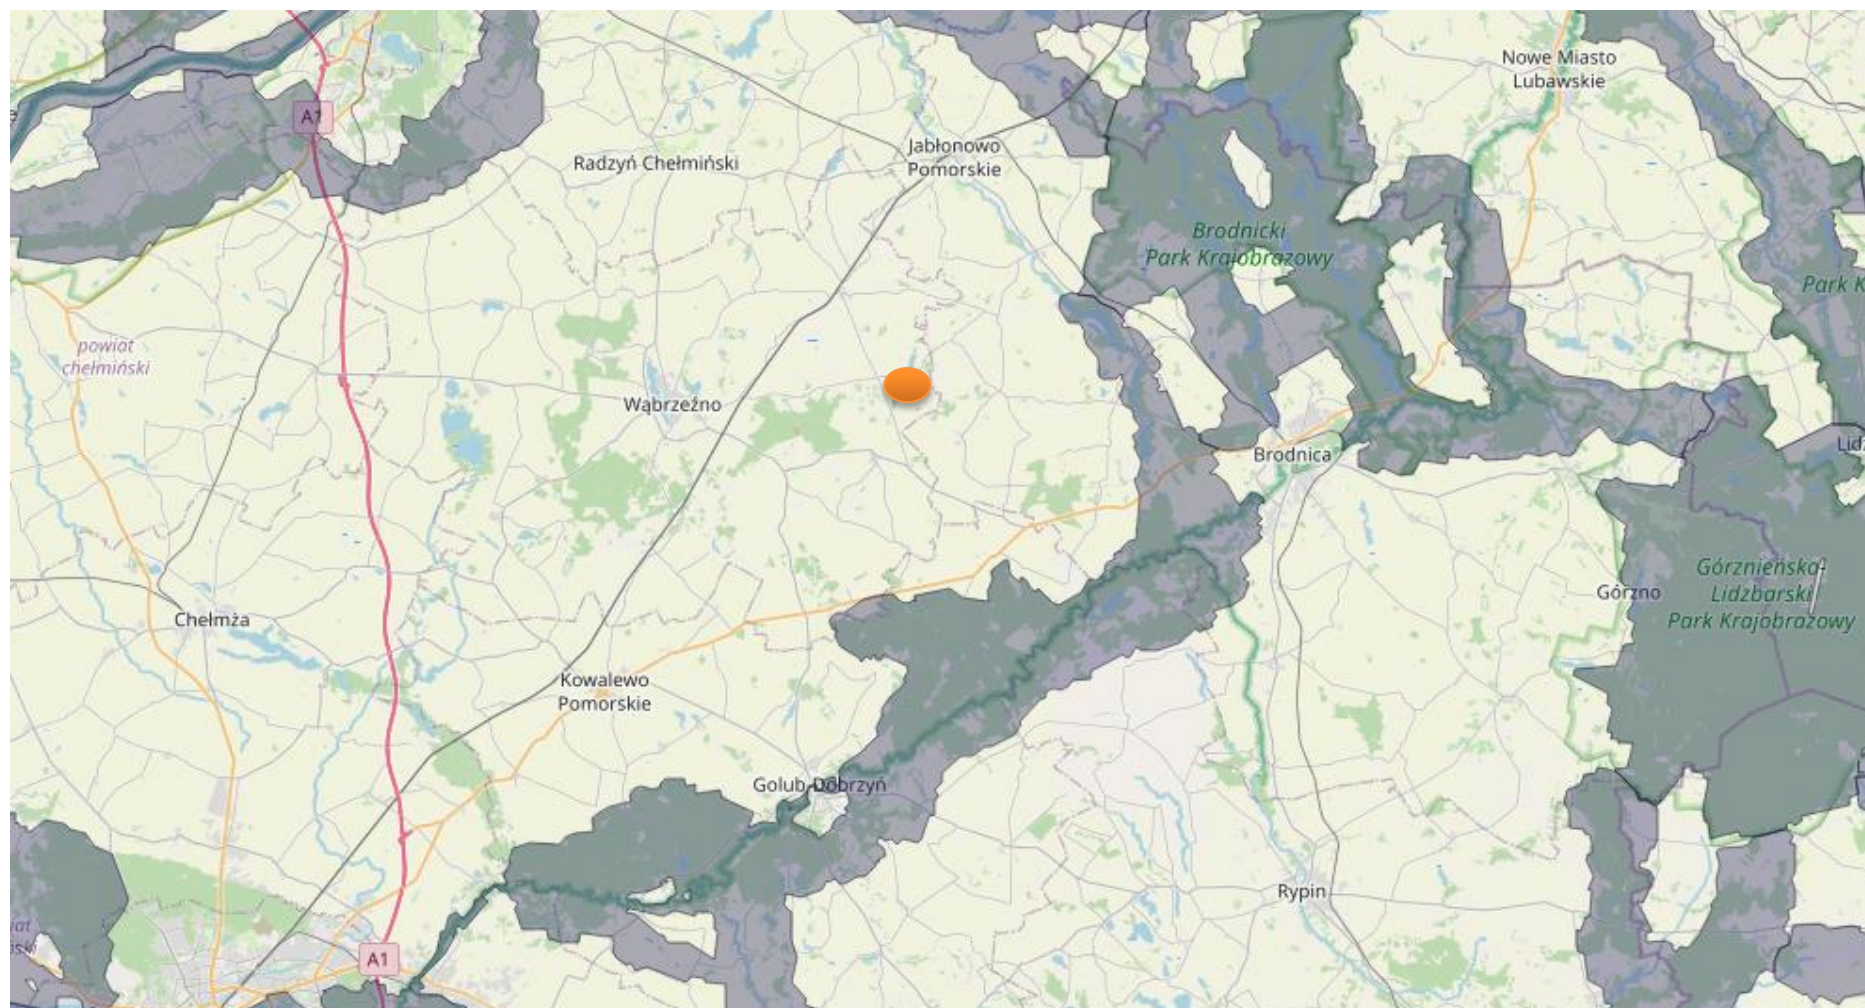 Nowe Miasto
Lubawskie
A1
Jabłonowo
Pomorskie
Radzyń Chełmiński
Brodnicki
Park Krajobrazowy
Park K
powiat
chełmiński
Wąbrzeźno
Brodnica
Lidz
Górznieńsko-
Lidzbarski
Park Krajobrazowy
Górzno
Chełmża
Kowalewo
Pomorskie
Golub-Dobrzyń
Rypin
A1